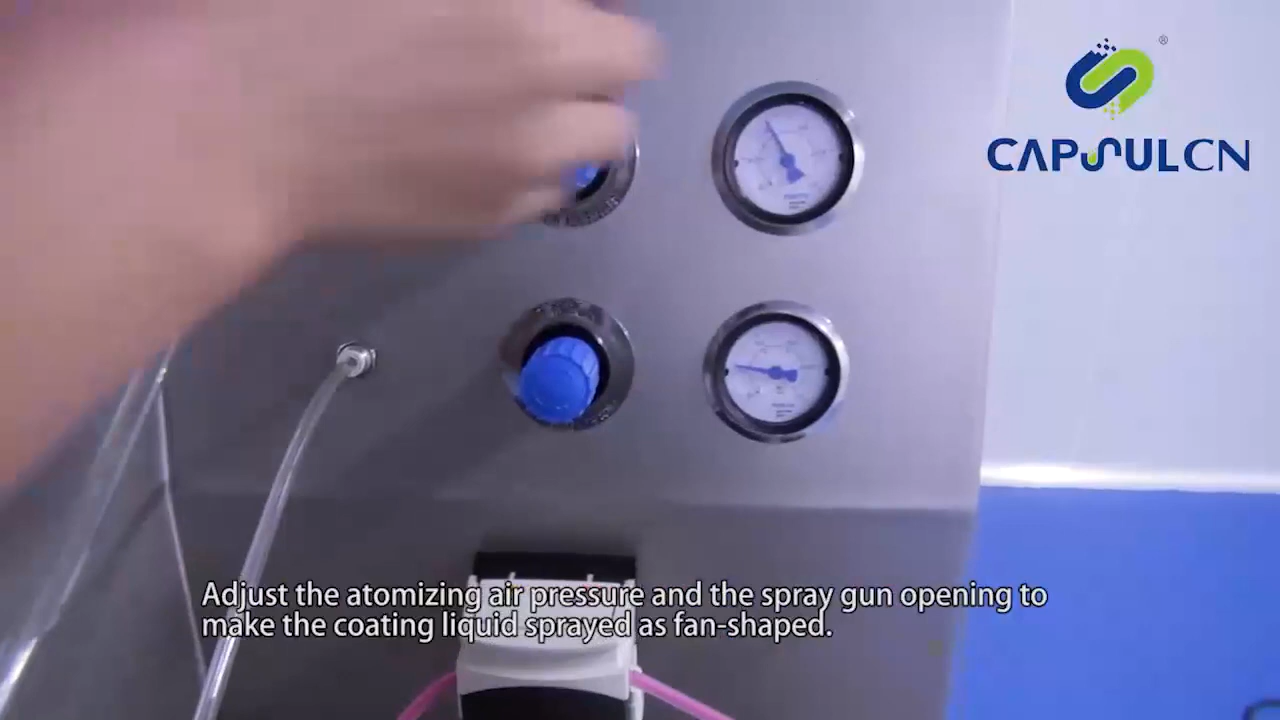 ®
CAPSULCN
Adjust the atomizing air pressure and the spray gun opening to
make the coating liquid sprayed as fan-shaped.